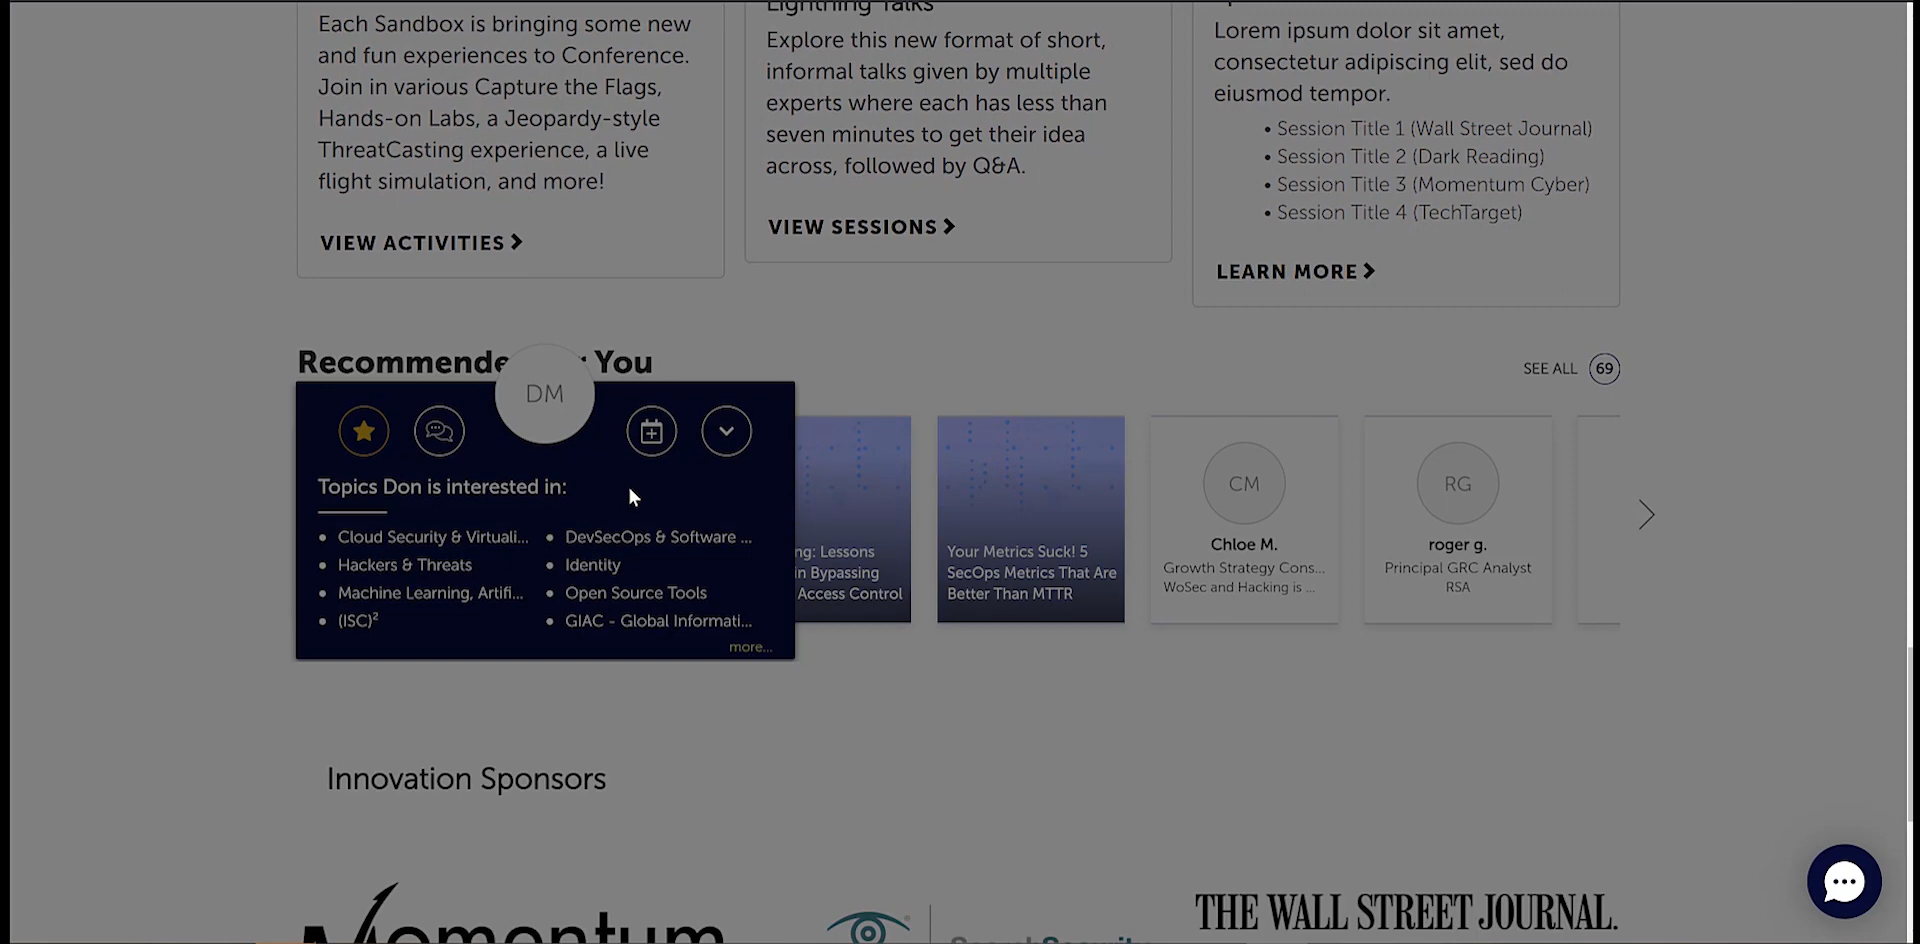 Each Sandbox is bringing some new
and fun experiences to Conference.
Join in various Capture the Flags,
Hands-on Labs, a Jeopardy-style
ThreatCasting experience, a live
flight simulation, and more!
VIEW ACTIVITIES
Lightning Talks
Explore this new format of short,
informal talks given by multiple
experts where each has less than
seven minutes to get their idea
across, followed by Q&A.
VIEW SESSIONS
Lorem ipsum dolor sit amet,
consectetur adipiscing elit, sed do
eiusmod tempor.
• Session Title 1 (Wall Street Journal)
• Session Title 2 (Dark Reading)
• Session Title 3 (Momentum Cyber)
• Session Title 4 (TechTarget)
LEARN MORE
Recommende You
SEE ALL 69
DM
Topics Don is interested in:
• Cloud Security & Virtuali...
• Hackers & Threats
• Machine Learning, Artifi...
• (ISC)²
• DevSecOps & Software ...
• Identity
• Open Source Tools
• GIAC - Global Informati...
more...
ng: Lessons
in Bypassing
Access Control
Your Metrics Suck! 5
SecOps Metrics That Are
Better Than MTTR
CM
Chloe M.
Growth Strategy Cons...
WoSec and Hacking is ...
RG
roger g.
Principal GRC Analyst
RSA
Innovation Sponsors
Momentum
SearchSecurity
THE WALL STREET JOURNAL.